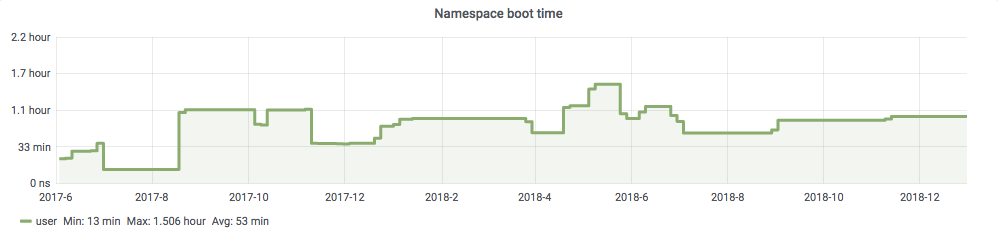 Namespace boot time
2.2 hour
1.7 hour
1.1 hour
33 min
0 ns
2017-6 2017-8 2017-10 2017-12 2018-2 2018-4 2018-6 2018-8 2018-10 2018-12
user Min: 13 min Max: 1.506 hour Avg: 53 min